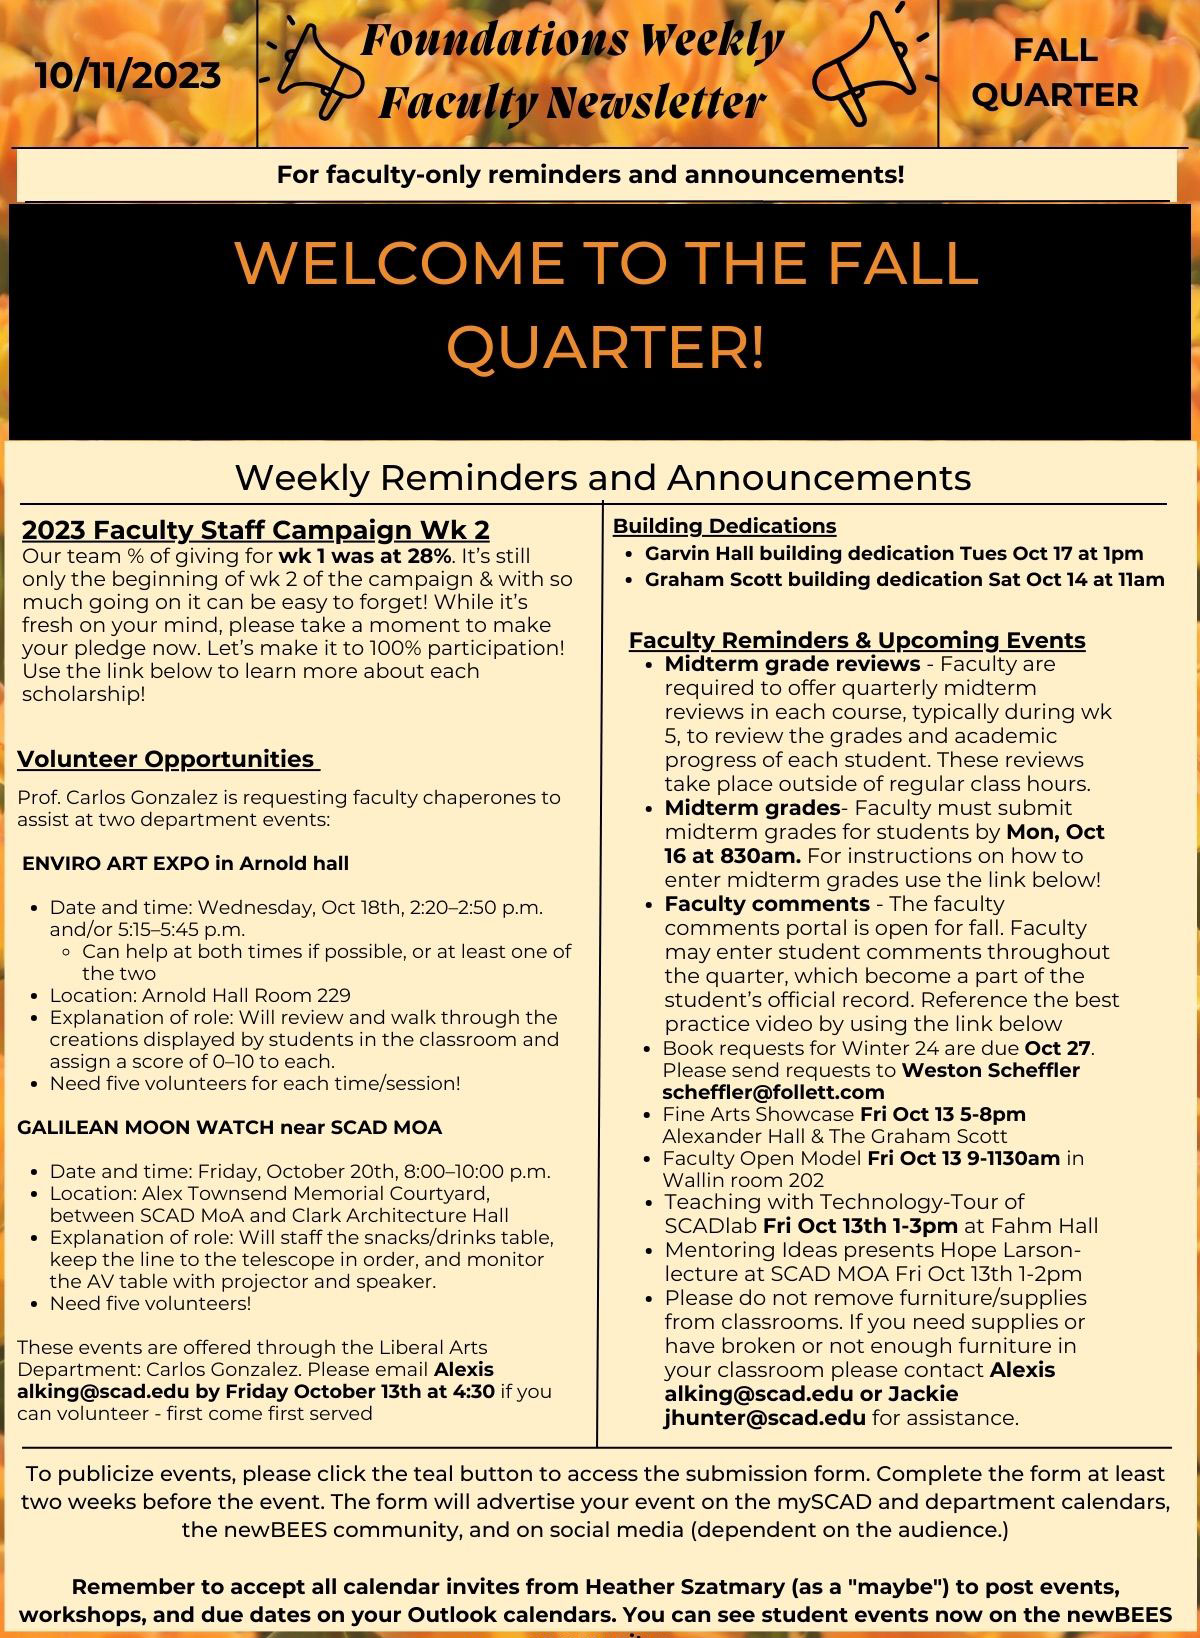 10/11/2023
Foundations Weekly
Faculty Newsletter
FALL
QUARTER
For faculty-only reminders and announcements!
WELCOME TO THE FALL
QUARTER!
Weekly Reminders and Announcements
2023 Faculty Staff Campaign Wk 2
Our team % of giving for wk 1 was at 28%. It's still
only the beginning of wk 2 of the campaign & with so
much going on it can be easy to forget! While it's
fresh on your mind, please take a moment to make
your pledge now. Let's make it to 100% participation!
Use the link below to learn more about each
scholarship!
Volunteer Opportunities
Prof. Carlos Gonzalez is requesting faculty chaperones to
assist at two department events:
ENVIRO ART EXPO in Arnold hall
• Date and time: Wednesday, Oct 18th, 2:20–2:50 p.m.
and/or 5:15–5:45 p.m.
◦ Can help at both times if possible, or at least one of
the two
• Location: Arnold Hall Room 229
• Explanation of role: Will review and walk through the
creations displayed by students in the classroom and
assign a score of 0–10 to each.
• Need five volunteers for each time/session!
GALILEAN MOON WATCH near SCAD MOA
• Date and time: Friday, October 20th, 8:00–10:00 p.m.
• Location: Alex Townsend Memorial Courtyard,
between SCAD MoA and Clark Architecture Hall
• Explanation of role: Will staff the snacks/drinks table,
keep the line to the telescope in order, and monitor
the AV table with projector and speaker.
• Need five volunteers!
These events are offered through the Liberal Arts
Department: Carlos Gonzalez. Please email Alexis
alking@scad.edu by Friday October 13th at 4:30 if you
can volunteer - first come first served
Building Dedications
• Garvin Hall building dedication Tues Oct 17 at 1pm
• Graham Scott building dedication Sat Oct 14 at 11am
Faculty Reminders & Upcoming Events
• Midterm grade reviews - Faculty are
required to offer quarterly midterm
reviews in each course, typically during wk
5, to review the grades and academic
progress of each student. These reviews
take place outside of regular class hours.
• Midterm grades- Faculty must submit
midterm grades for students by Mon, Oct
16 at 830am. For instructions on how to
enter midterm grades use the link below!
• Faculty comments - The faculty
comments portal is open for fall. Faculty
may enter student comments throughout
the quarter, which become a part of the
student's official record. Reference the best
practice video by using the link below
• Book requests for Winter 24 are due Oct 27.
Please send requests to Weston Scheffler
scheffler@follett.com
• Fine Arts Showcase Fri Oct 13 5-8pm
Alexander Hall & The Graham Scott
• Faculty Open Model Fri Oct 13 9-1130am in
Wallin room 202
• Teaching with Technology-Tour of
SCADlab Fri Oct 13th 1-3pm at Fahm Hall
• Mentoring Ideas presents Hope Larson-
lecture at SCAD MOA Fri Oct 13th 1-2pm
• Please do not remove furniture/supplies
from classrooms. If you need supplies or
have broken or not enough furniture in
your classroom please contact Alexis
alking@scad.edu or Jackie
jhunter@scad.edu for assistance.
To publicize events, please click the teal button to access the submission form. Complete the form at least
two weeks before the event. The form will advertise your event on the mySCAD and department calendars,
the newBEES community, and on social media (dependent on the audience.)
Remember to accept all calendar invites from Heather Szatmary (as a "maybe") to post events,
workshops, and due dates on your Outlook calendars. You can see student events now on the newBEES